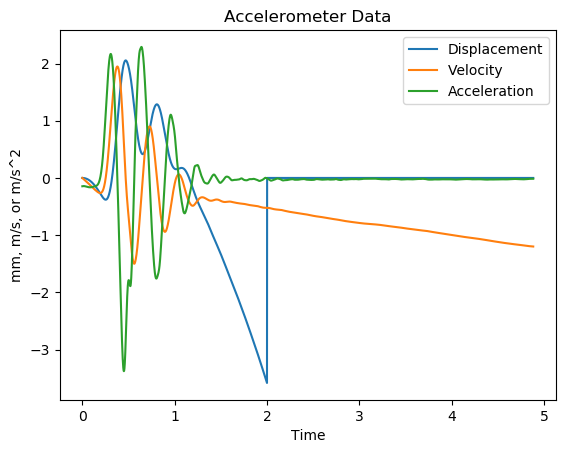 Accelerometer Data
Displacement
Velocity
Acceleration
mm, m/s, or m/s^2
2
1
0
−1
−2
−3
0 1 2 3 4 5
Time